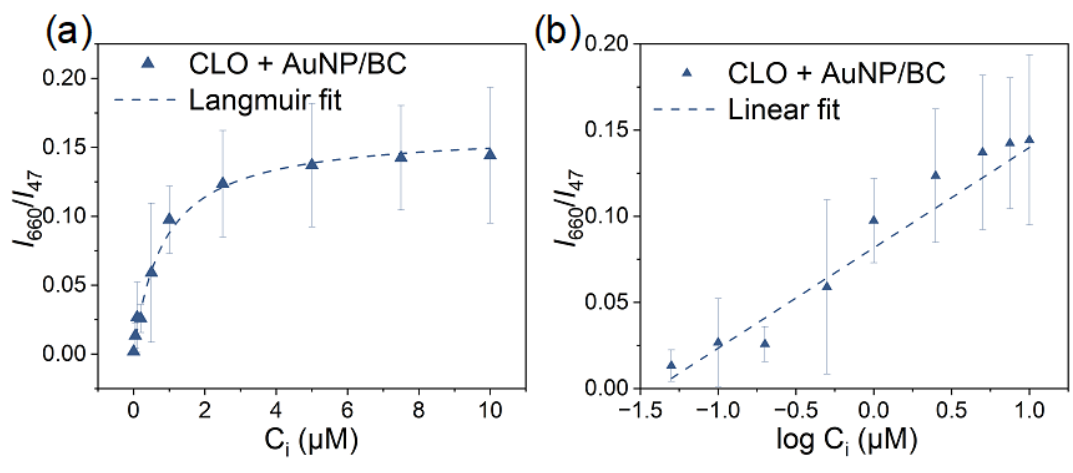 (a)
CLO + AuNP/BC
Langmuir fit
0.20
0.15
0.10
0.05
0.00
I660/I47
0 2 4 6 8 10
Ci (μM)
(b)
CLO + AuNP/BC
Linear fit
0.20
0.15
0.10
0.05
0.00
I660/I47
−1.5 −1.0 −0.5 0.0 0.5 1.0
log Ci (μM)